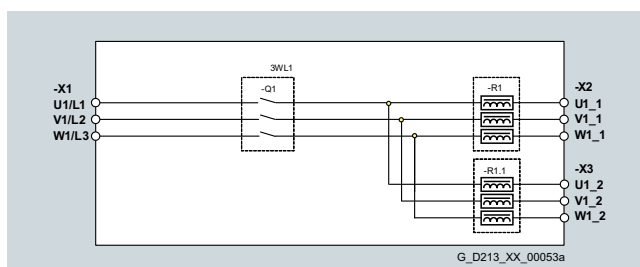 3WL1
-X1
-Q1
-R1
-X2
U1/L1
U1_1
V1/L2
V1_1
W1/L3
W1_1
-R1.1
-X3
U1_2
V1_2
W1_2
G_D213_XX_00053a